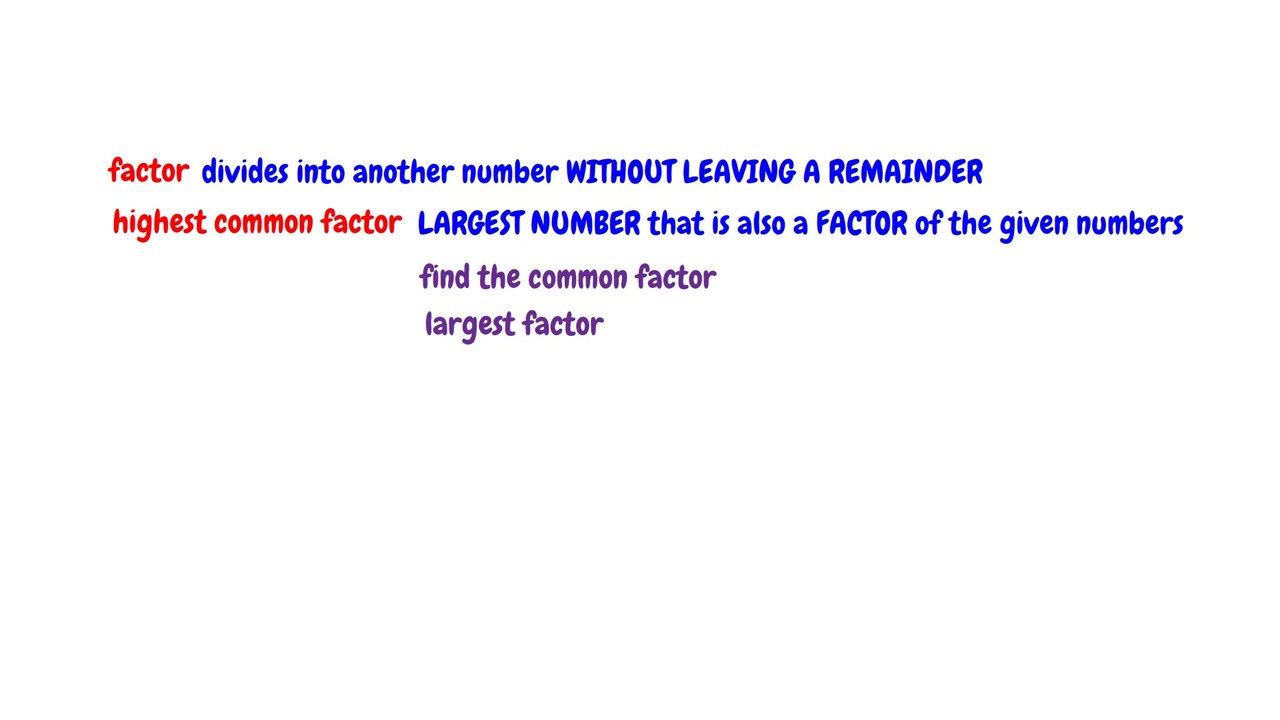 factor divides into another number WITHOUT LEAVING A REMAINDER
highest common factor LARGEST NUMBER that is also a FACTOR of the given numbers
find the common factor
largest factor